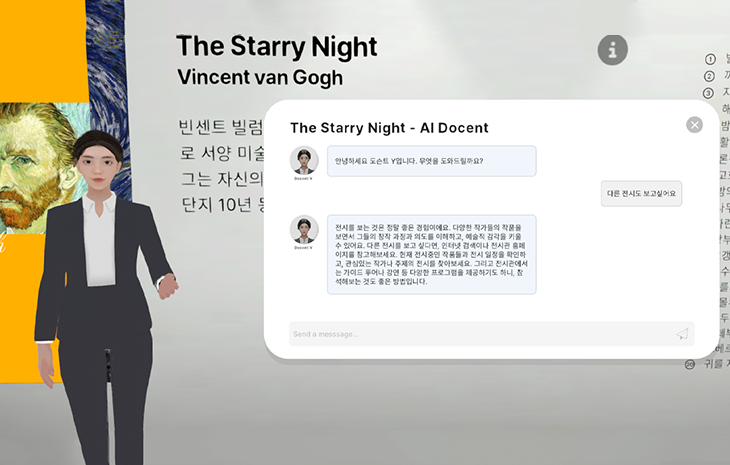 The Starry Night
Vincent van Gogh
빈센트 빌럼
로 서양 미술
그는 자신의
단지 10년 동
①
②
③
The Starry Night - AI Docent
안녕하세요 도슨트 Y입니다. 무엇을 도와드릴까요?
Docent Y
다른 전시도 보고싶어요
전시를 보는 것은 정말 좋은 경험이에요. 다양한 작가들의 작품을
보면서 그들의 창작 과정과 의도를 이해하고, 예술적 감각을 키울
수 있어요. 다른 전시를 보고 싶다면, 인터넷 검색이나 전시관 홈페
이지를 참고해보세요. 현재 전시중인 작품들과 전시 일정을 확인하
고, 관심있는 작가나 주제의 전시를 찾아보세요. 그리고 전시관에서
는 가이드 투어나 강연 등 다양한 프로그램을 제공하기도 하니, 참
석해보는 것도 좋은 방법입니다.
Docent Y
Send a messsage...
⑳ 귀를 자